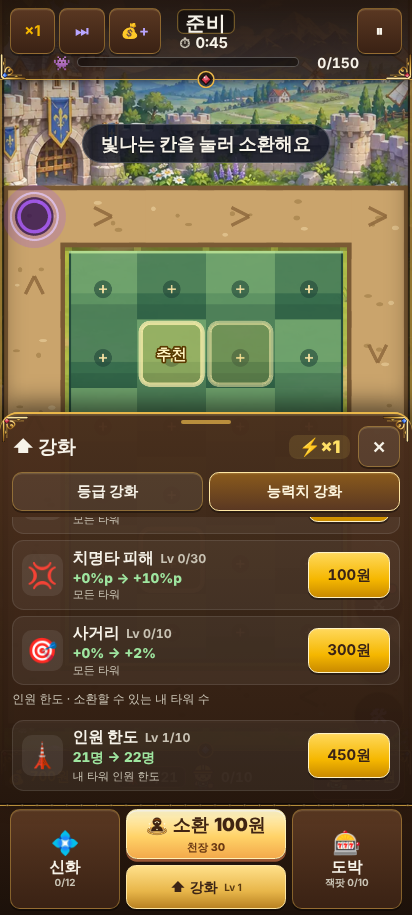 ×1
준비
0:45
0/150
빛나는 칸을 눌러 소환해요
추천
강화
×1
등급 강화
능력치 강화
모든 타워
치명타 피해 Lv 0/30
+0%p → +10%p
모든 타워
100원
사거리 Lv 0/10
+0% → +2%
모든 타워
300원
인원 한도 · 소환할 수 있는 내 타워 수
인원 한도 Lv 1/10
21명 → 22명
내 타워 인원 한도
450원
신화
0/12
소환 100원
천장 30
강화 Lv 1
도박
잭팟 0/10